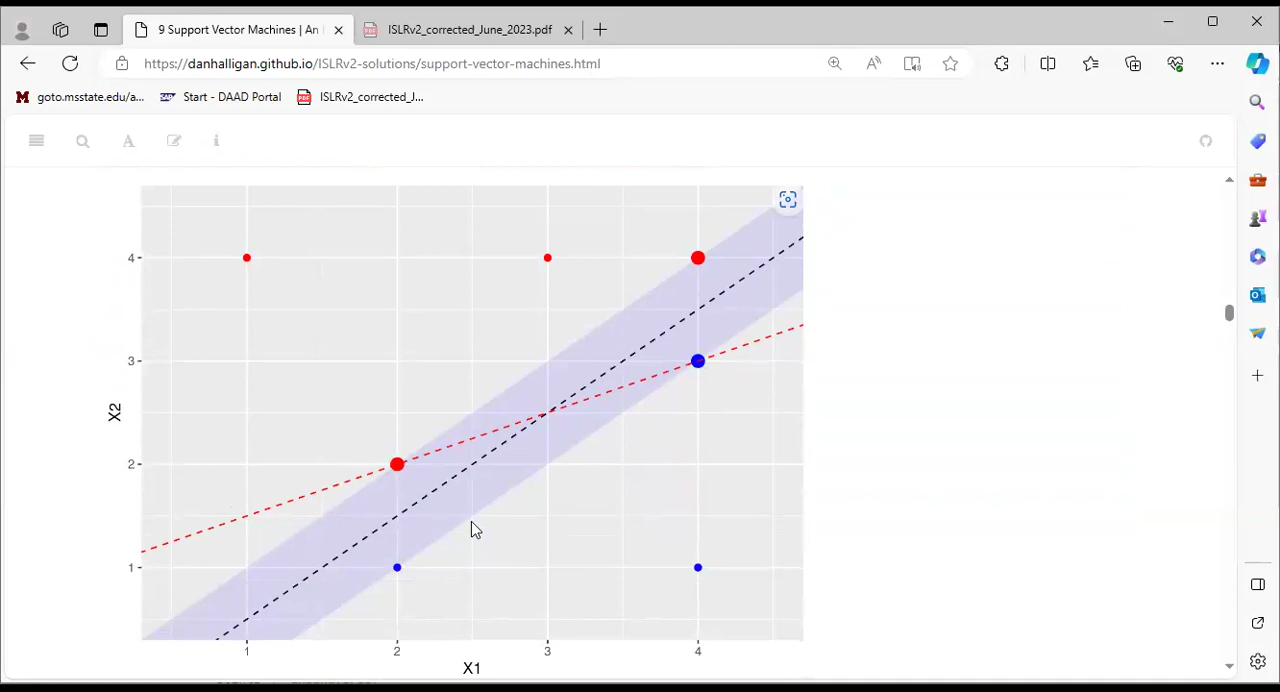 9 Support Vector Machines | An
ISLRv2_corrected_June_2023.pdf
https://danhalligan.github.io/ISLRv2-solutions/support-vector-machines.html
goto.msstate.edu/a...
Start - DAAD Portal
ISLRv2_corrected_J...
4
3
X2
2
1
1
2
3
4
X1